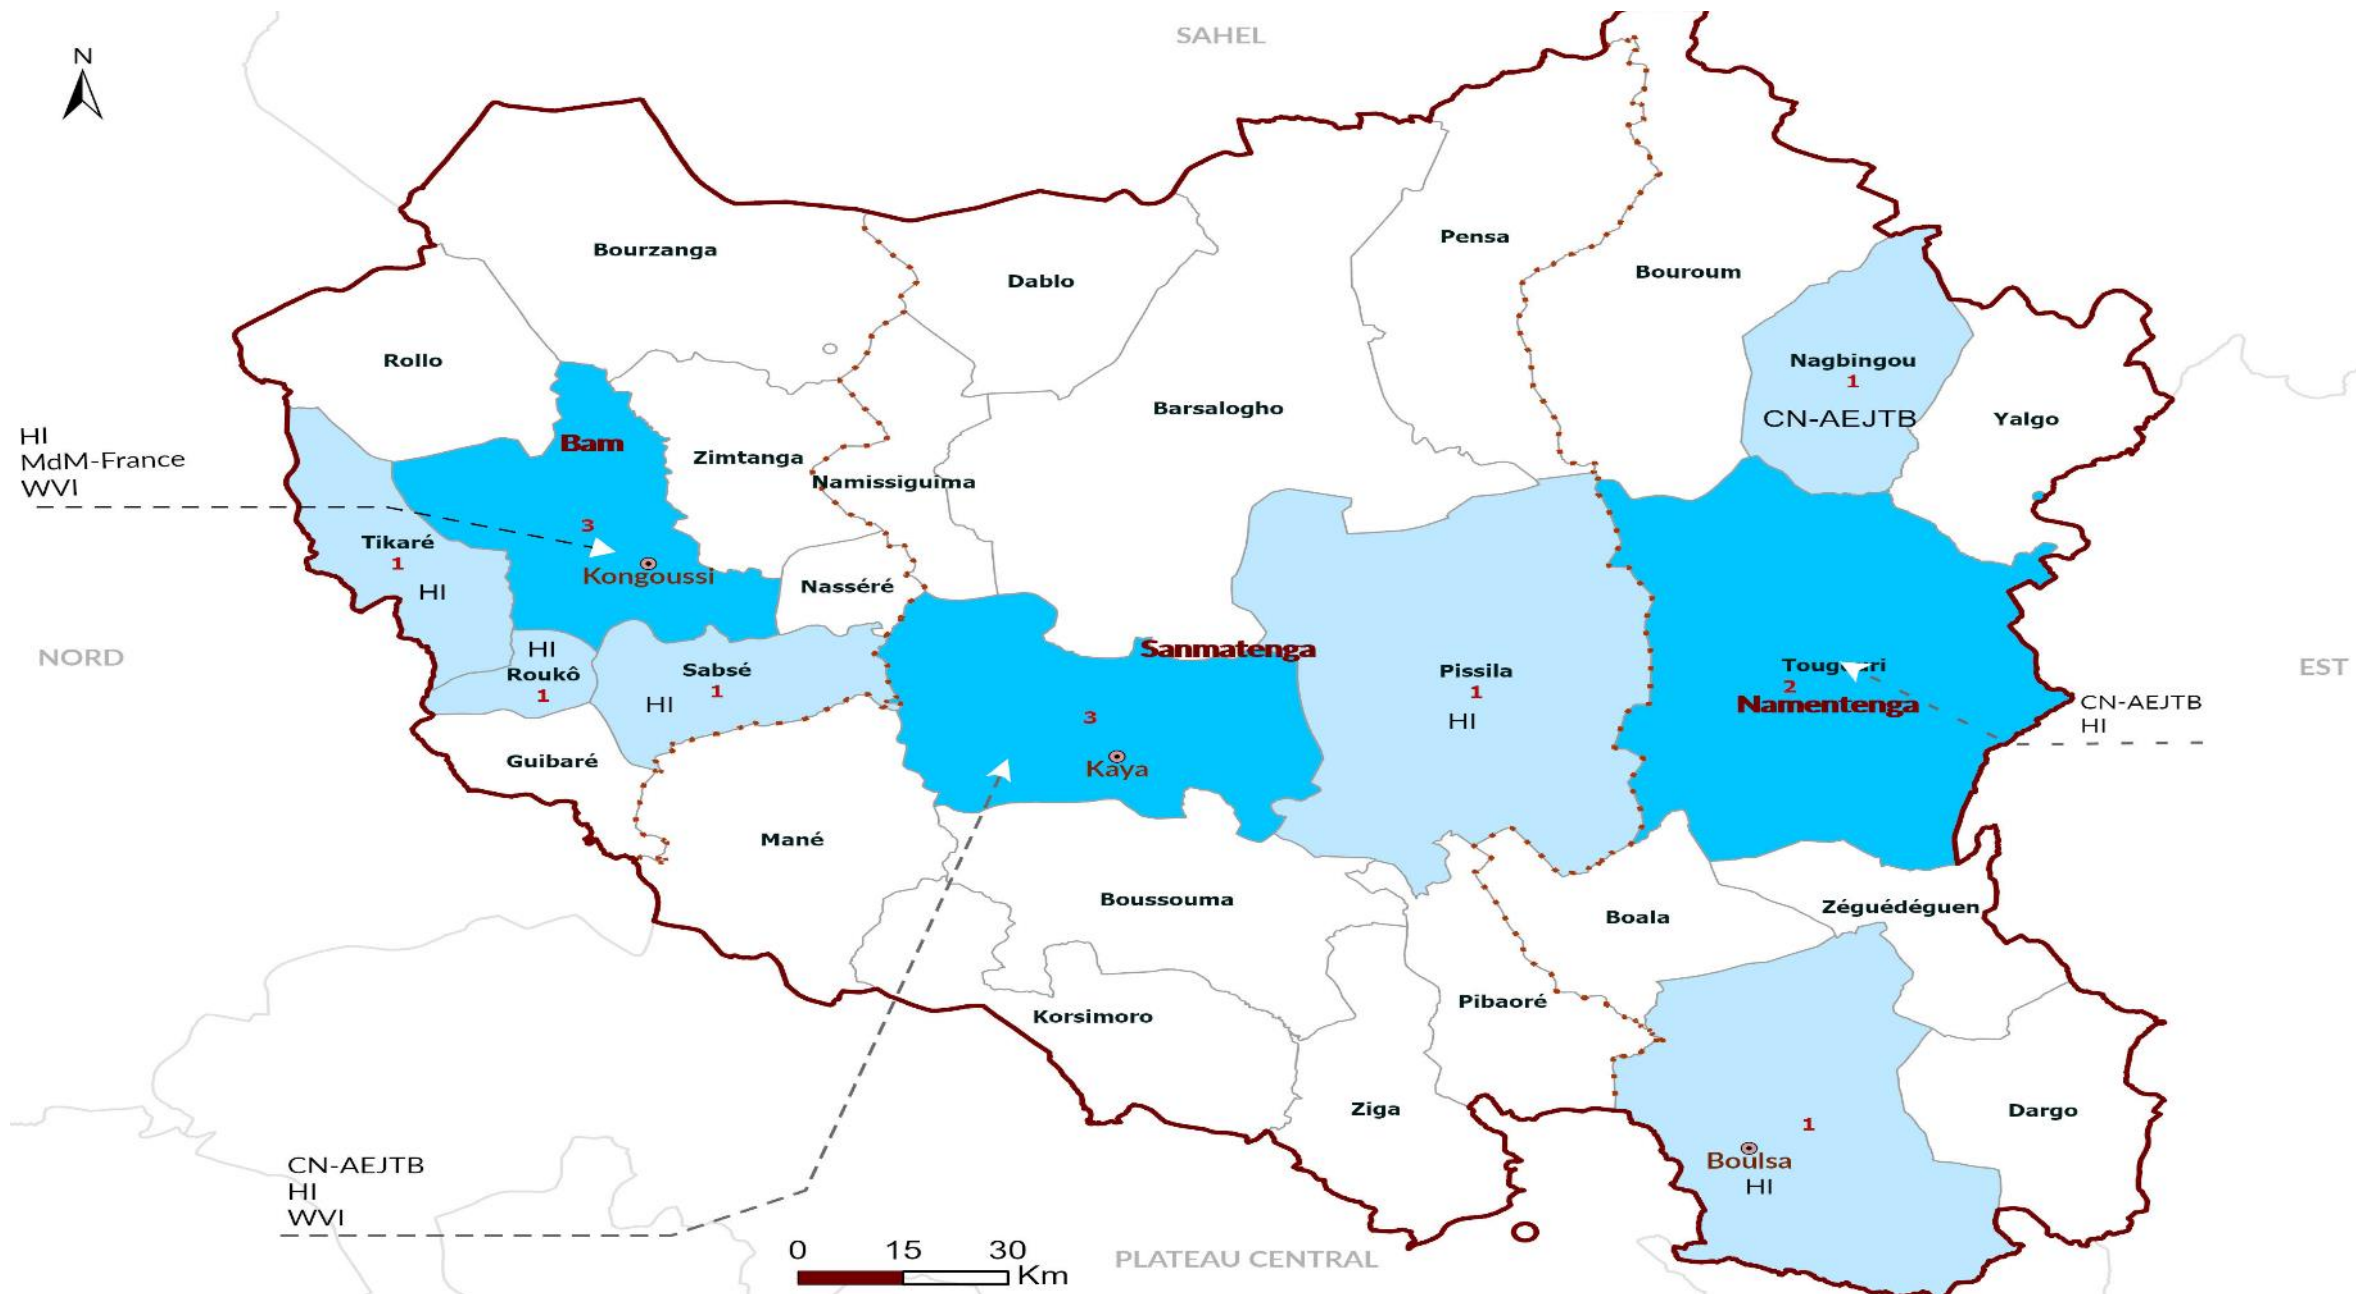 SAHEL
N
Bourzanga
Pensa
Bouroum
Dablo
Rollo
Nagbingou
1
CN-AEJTB
Yalgo
Barsalogho
Bam
Zimtanga
Namissiguima
HI
MdM-France
WVI
3
Kongoussi
Tikaré
1
HI
Nasséré
NORD
HI
Roukô
1
Sabsé
1
HI
Sanmatenga
Pissila
1
HI
2
Namentenga
EST
CN-AEJTB
HI
3
Kaya
Guibaré
Mané
Boussouma
Boala
Zéguédéguen
Korsimoro
Pibaoré
Ziga
Dargo
1
Boulsa
HI
CN-AEJTB
HI
WVI
0 15 30
Km
PLATEAU CENTRAL